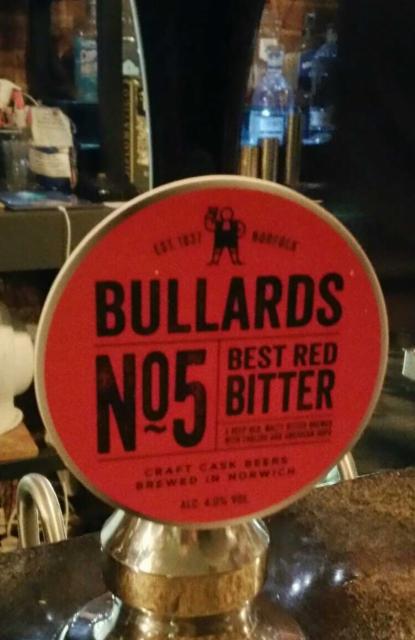 EST. 1837 NORFOLK
BULLARDS
No5
BEST RED
BITTER
A DEEP RED, MALTY BITTER BREWED
WITH ENGLISH AND AMERICAN HOPS
CRAFT CASK BEERS
BREWED IN NORWICH
ALC 4.0% VOL